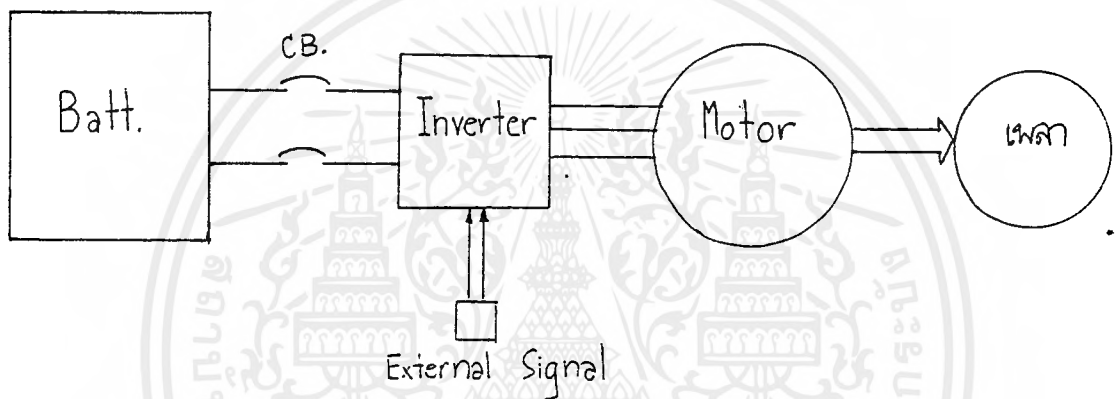 CB.
Batt.
Inverter
Motor
เพลา
External Signal